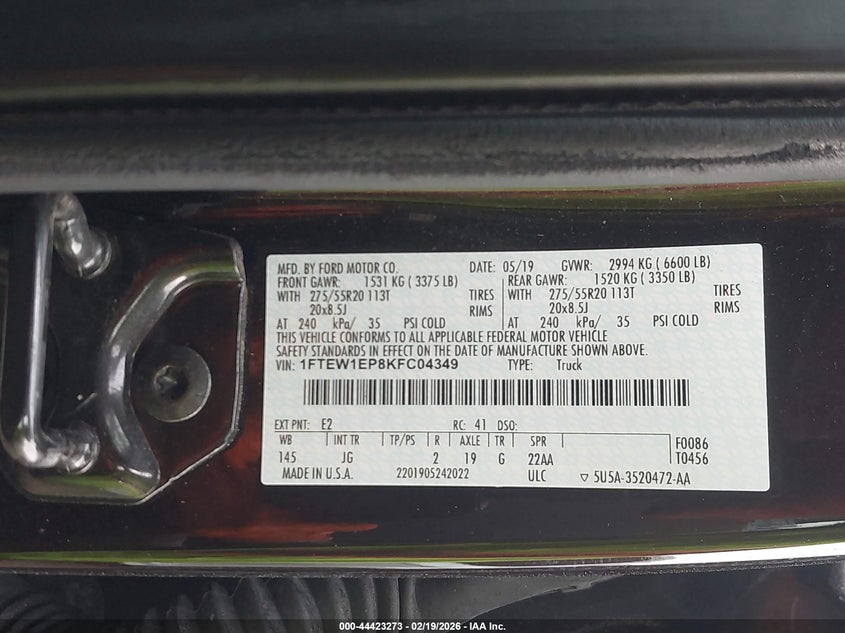 MFD. BY FORD MOTOR CO. DATE: 05/19 GVWR: 2994 KG ( 6600 LB)
FRONT GAWR: 1531 KG ( 3375 LB) REAR GAWR: 1520 KG ( 3350 LB)
WITH 275/55R20 113T TIRES WITH 275/55R20 113T TIRES
20x8.5J RIMS 20x8.5J RIMS
AT 240 kPa/ 35 PSI COLD AT 240 kPa/ 35 PSI COLD
THIS VEHICLE CONFORMS TO ALL APPLICABLE FEDERAL MOTOR VEHICLE
SAFETY STANDARDS IN EFFECT ON THE DATE OF MANUFACTURE SHOWN ABOVE.
VIN: 1FTEW1EP8KFC04349 TYPE: Truck
EXT PNT: E2 RC: 41 DSO:
WB INT TR TP/PS R AXLE TR SPR F0086
145 JG 2 19 G 22AA T0456
MADE IN U.S.A. 2201905242022 ULC ▽ 5U5A-3520472-AA
000-44423273 - 02/19/2026 - IAA Inc.